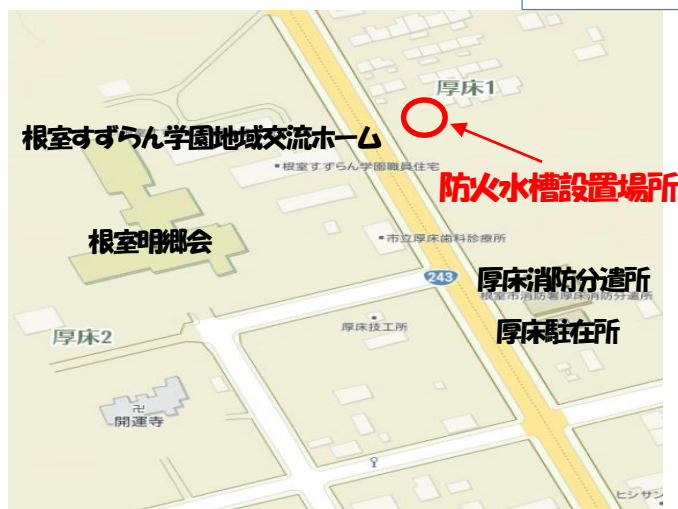 厚床1
根室すずらん学園地域交流ホーム
根室すずらん学園職員住宅
防火水槽設置場所
根室明郷会
市立厚床歯科診療所
243
厚床消防分遣所
根室市消防署厚床消防分遣所
厚床技工所
厚床駐在所
厚床2
卍
開運寺
ヒシサン